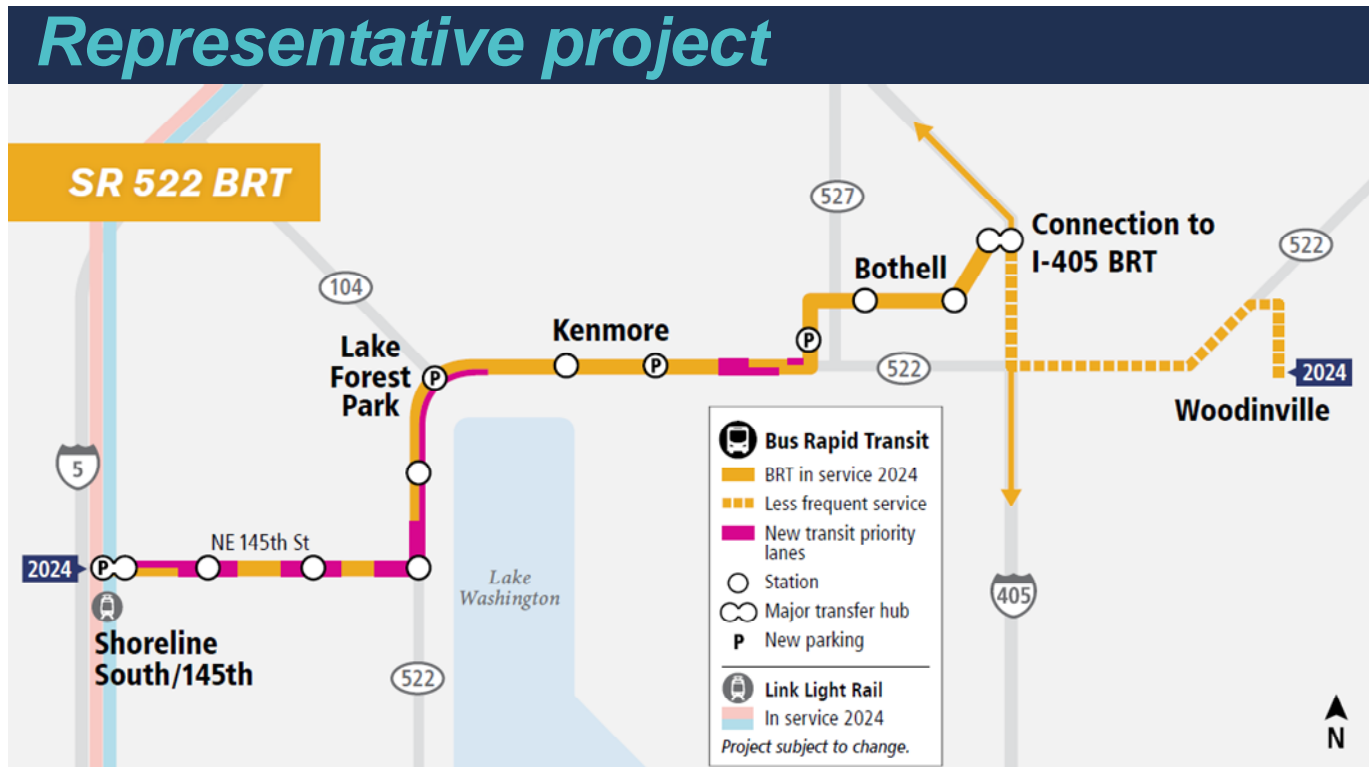 Representative project
SR 522 BRT
527
Connection to
I-405 BRT
522
104
Bothell
Kenmore
Lake
Forest
Park
P
P
P
522
2024
Woodinville
5
Bus Rapid Transit
BRT in service 2024
Less frequent service
New transit priority
lanes
Station
Major transfer hub
P New parking
Link Light Rail
In service 2024
Project subject to change.
NE 145th St
2024
P
Lake
Washington
405
Shoreline
South/145th
522
N